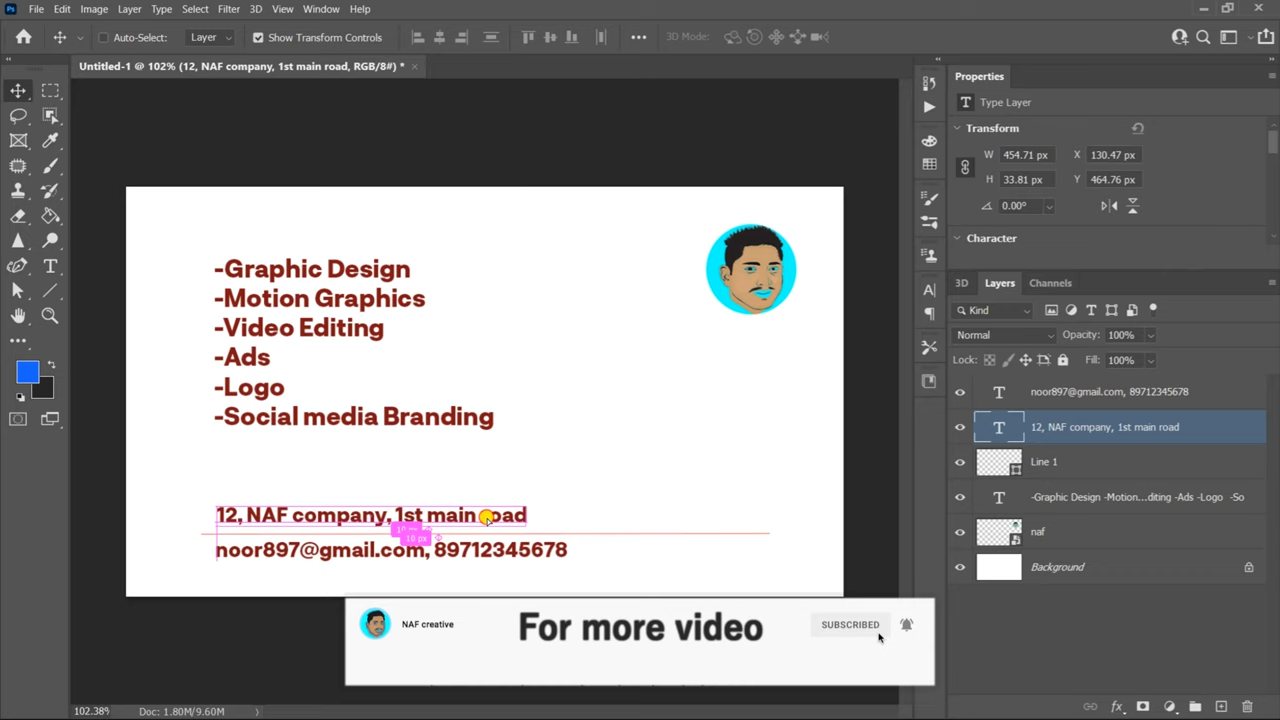 Ps File Edit Image Layer Type Select Filter 3D View Window Help
Auto-Select: Layer Show Transform Controls 3D Mode:
Untitled-1 @ 102% (12, NAF company, 1st main road, RGB/8#) *
Properties
T Type Layer
Transform
W 454.71 px X 130.47 px
H 33.81 px Y 464.76 px
0.00°
Character
3D Layers Channels
Kind
Normal Opacity: 100%
Lock: Fill: 100%
T noor897@gmail.com, 89712345678
T 12, NAF company, 1st main road
Line 1
T -Graphic Design -Motion...diting -Ads -Logo -So
naf
Background
-Graphic Design
-Motion Graphics
-Video Editing
-Ads
-Logo
-Social media Branding
12, NAF company, 1st main road
10 px
noor897@gmail.com, 89712345678
NAF creative For more video SUBSCRIBED
102.38% Doc: 1.80M/9.60M